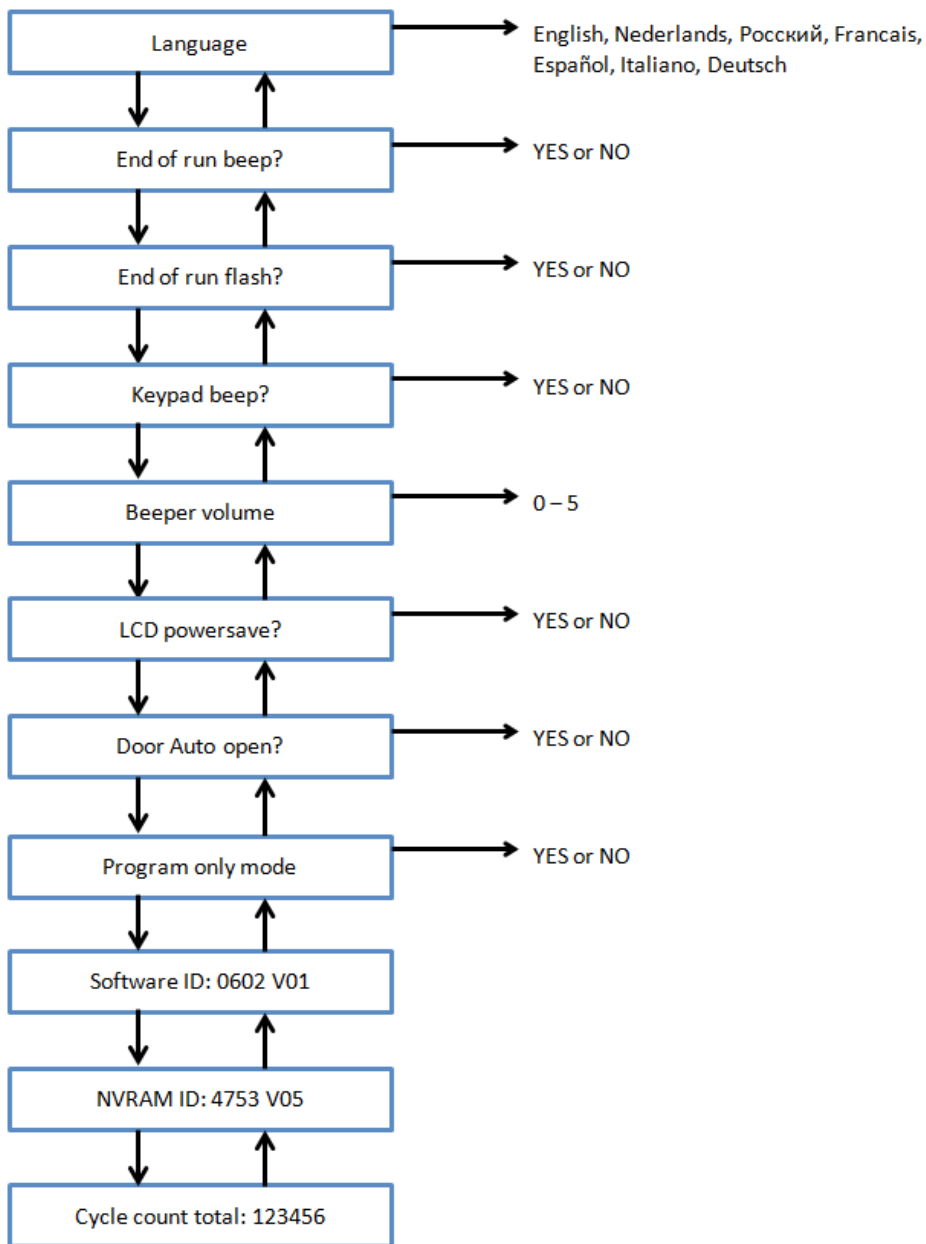 Language
English, Nederlands, Росский, Francais,
Español, Italiano, Deutsch
End of run beep?
YES or NO
End of run flash?
YES or NO
Keypad beep?
YES or NO
Beeper volume
0 – 5
LCD powersave?
YES or NO
Door Auto open?
YES or NO
Program only mode
YES or NO
Software ID: 0602 V01
NVRAM ID: 4753 V05
Cycle count total: 123456